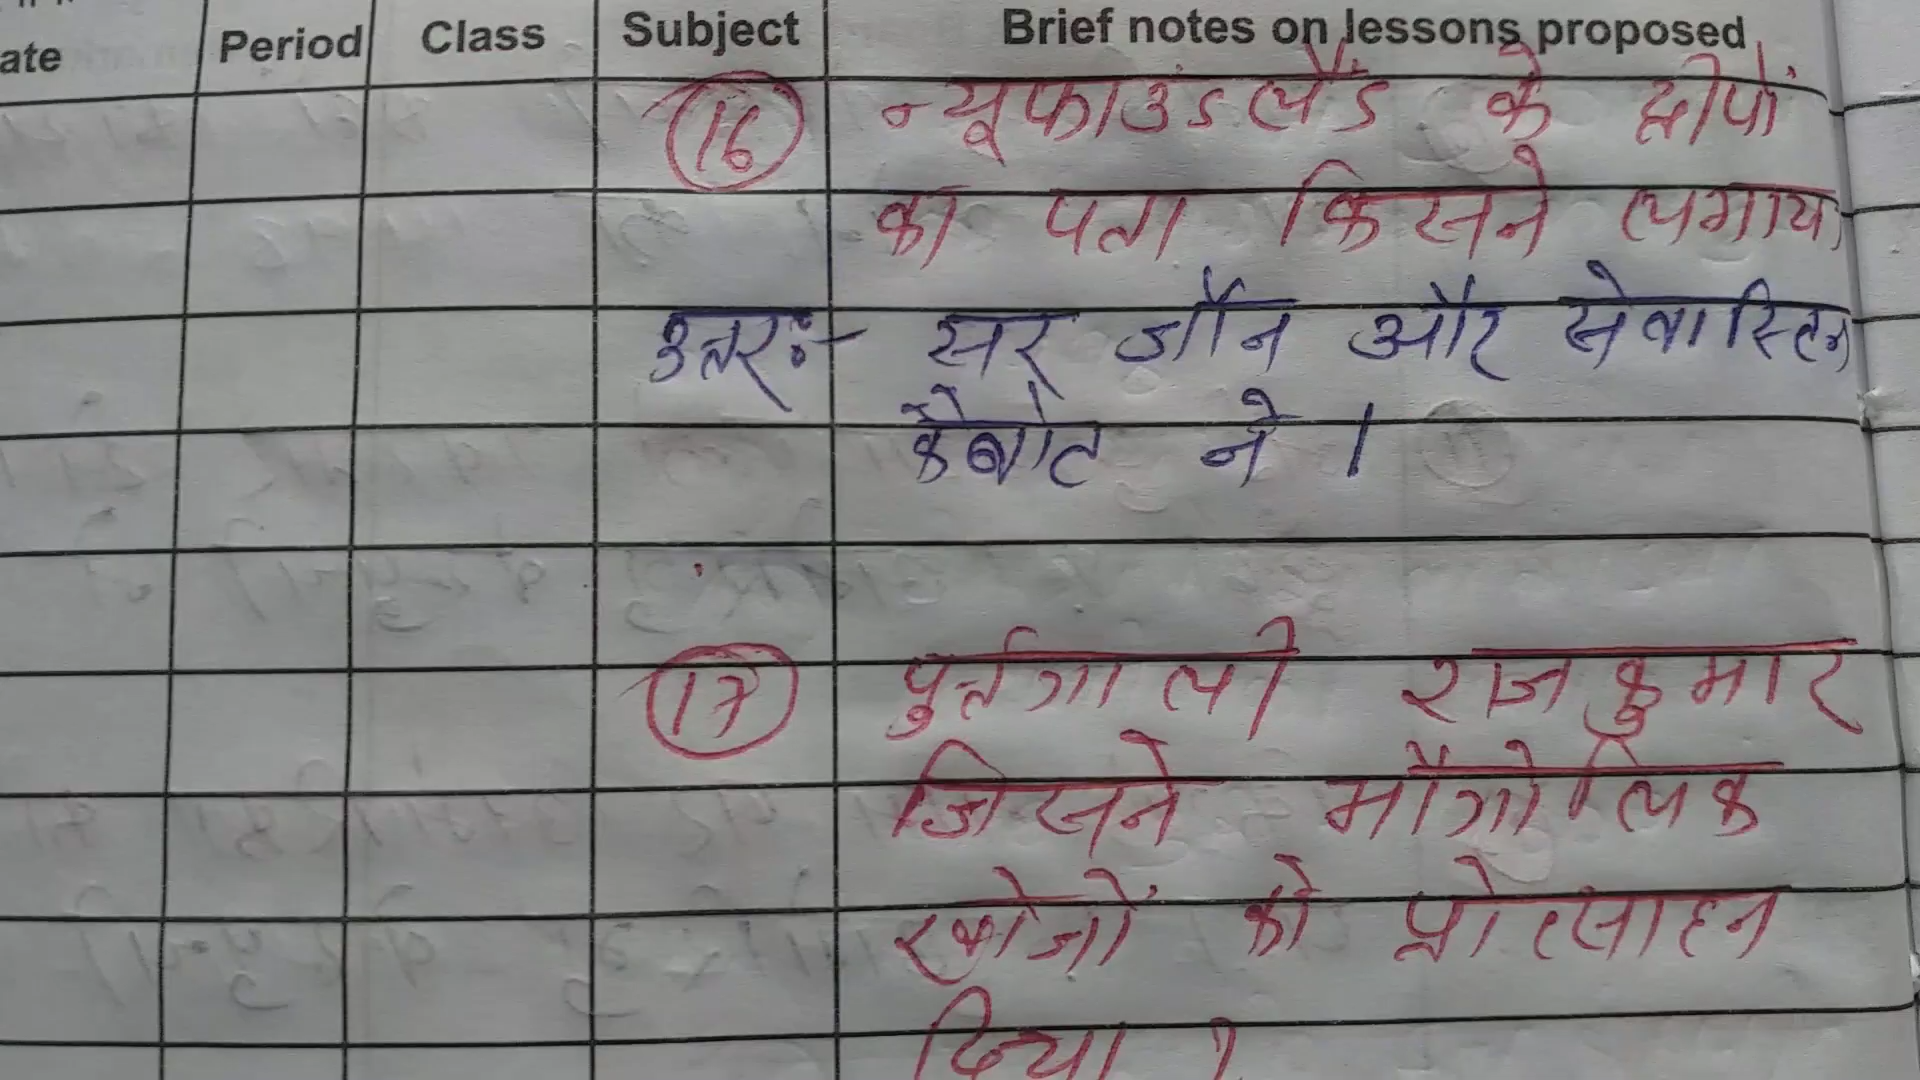 ate Period Class Subject Brief notes on lessons proposed
16 न्यूफाउंडलैंड के द्वीपों
का पता किसने लगाया
उत्तर:- सर जॉन और सेबास्टिन
कैबोट ने ।
17 पुर्तगाली राजकुमार
जिसने भौगोलिक
खोजों को प्रोत्साहन
दिया ?